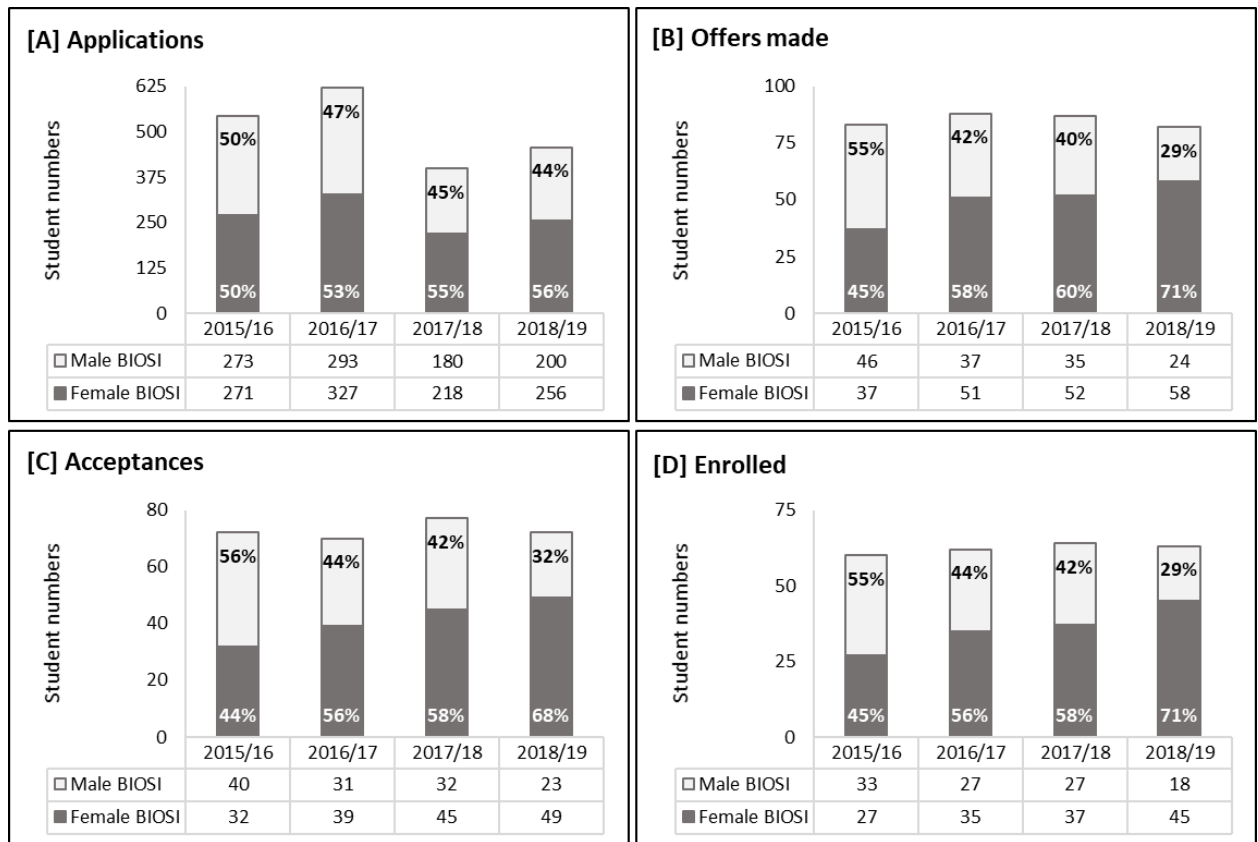 [A] Applications
Student numbers
625
500
375
250
125
0
50%
47%
45%
44%
50%
53%
55%
56%
2015/16 2016/17 2017/18 2018/19
Male BIOSI 273 293 180 200
Female BIOSI 271 327 218 256
[B] Offers made
Student numbers
100
75
50
25
0
55%
42%
40%
29%
45%
58%
60%
71%
2015/16 2016/17 2017/18 2018/19
Male BIOSI 46 37 35 24
Female BIOSI 37 51 52 58
[C] Acceptances
Student numbers
80
60
40
20
0
56%
44%
42%
32%
44%
56%
58%
68%
2015/16 2016/17 2017/18 2018/19
Male BIOSI 40 31 32 23
Female BIOSI 32 39 45 49
[D] Enrolled
Student numbers
75
50
25
0
55%
44%
42%
29%
45%
56%
58%
71%
2015/16 2016/17 2017/18 2018/19
Male BIOSI 33 27 27 18
Female BIOSI 27 35 37 45